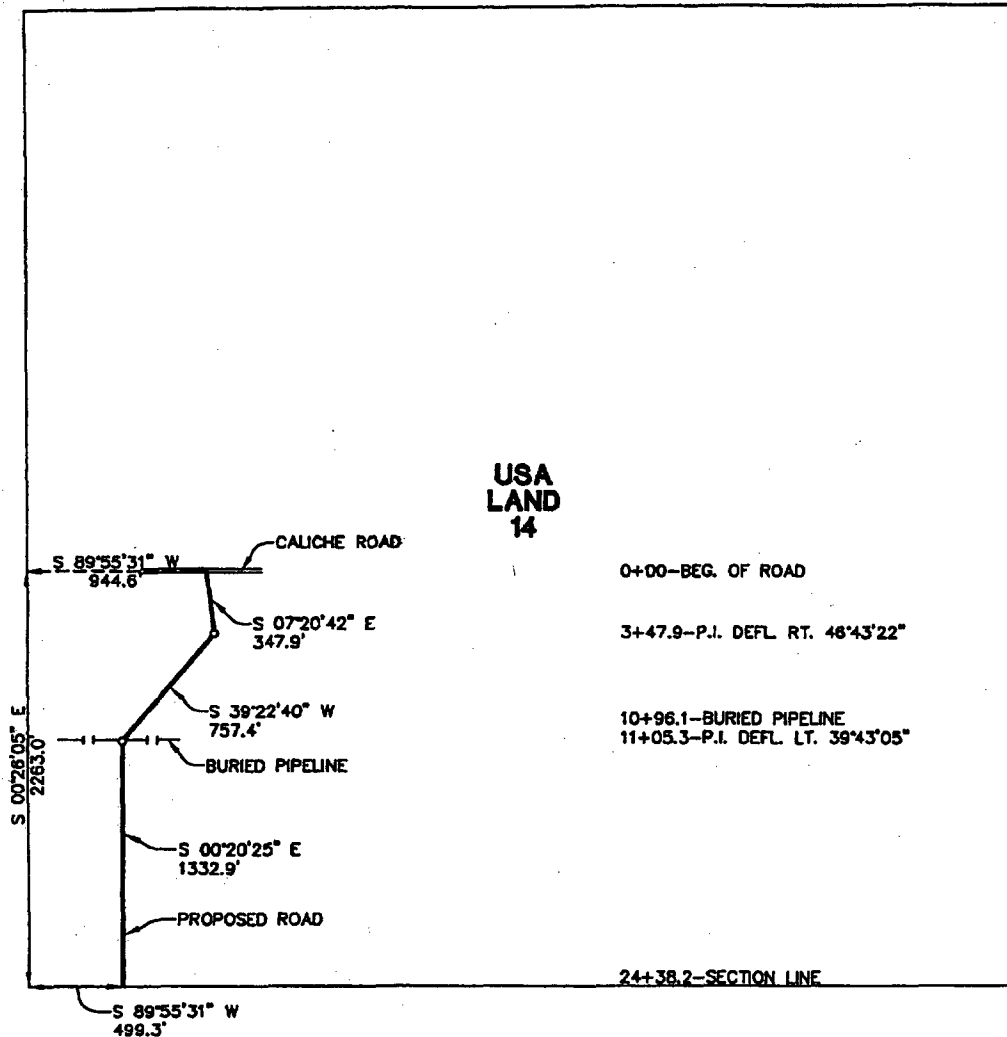 USA
LAND
14
CALICHE ROAD
S 89°55'31" W
944.6'
0+00-BEG. OF ROAD
S 07°20'42" E
347.9'
3+47.9-P.I. DEFL. RT. 46°43'22"
S 39°22'40" W
757.4'
10+96.1-BURIED PIPELINE
11+05.3-P.I. DEFL. LT. 39°43'05"
BURIED PIPELINE
S 00°26'05" E
2263.0'
S 00°20'25" E
1332.9'
PROPOSED ROAD
24+38.2-SECTION LINE
S 89°55'31" W
499.3'